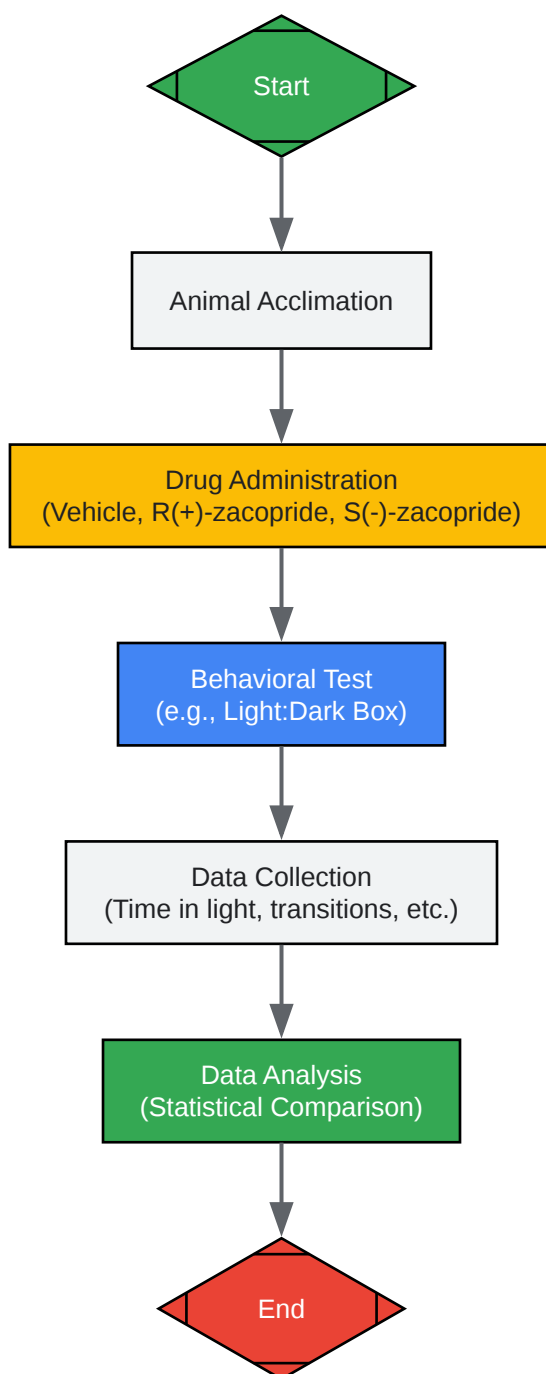 Start
Animal Acclimation
Drug Administration
(Vehicle, R(+)-zacopride, S(-)-zacopride)
Behavioral Test
(e.g., Light:Dark Box)
Data Collection
(Time in light, transitions, etc.)
Data Analysis
(Statistical Comparison)
End